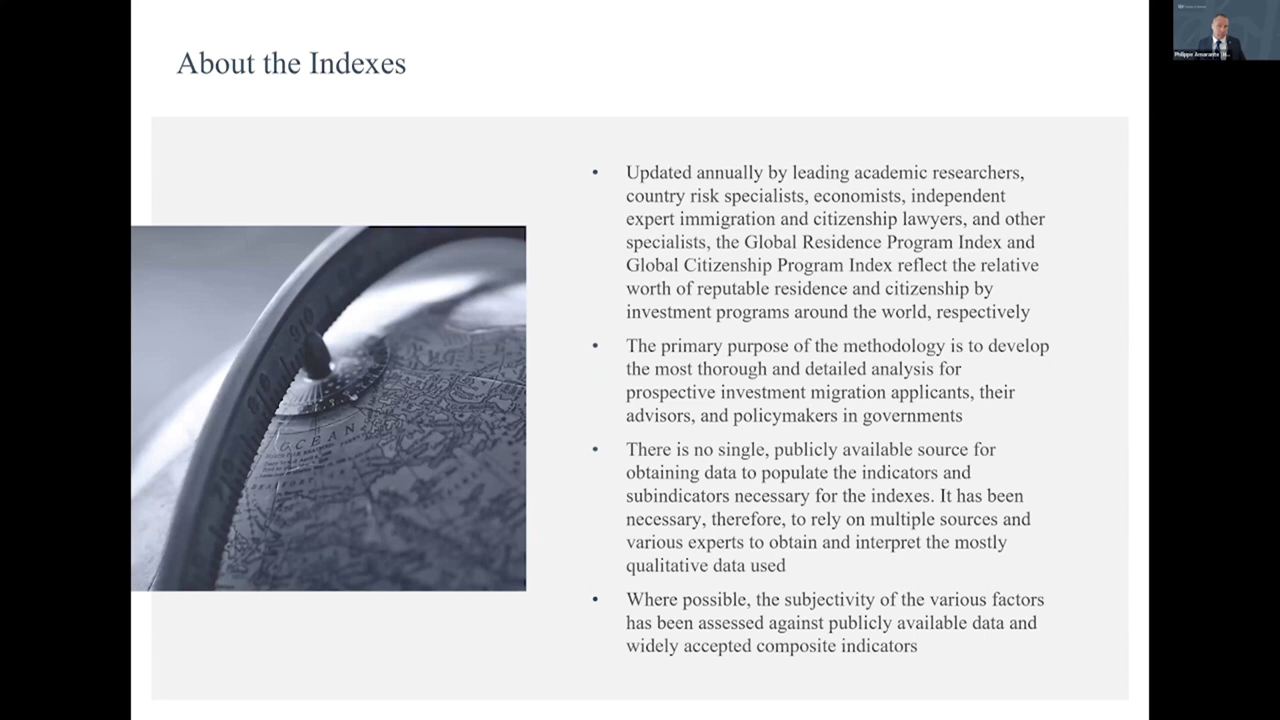 About the Indexes
• Updated annually by leading academic researchers,
country risk specialists, economists, independent
expert immigration and citizenship lawyers, and other
specialists, the Global Residence Program Index and
Global Citizenship Program Index reflect the relative
worth of reputable residence and citizenship by
investment programs around the world, respectively
• The primary purpose of the methodology is to develop
the most thorough and detailed analysis for
prospective investment migration applicants, their
advisors, and policymakers in governments
• There is no single, publicly available source for
obtaining data to populate the indicators and
subindicators necessary for the indexes. It has been
necessary, therefore, to rely on multiple sources and
various experts to obtain and interpret the mostly
qualitative data used
• Where possible, the subjectivity of the various factors
has been assessed against publicly available data and
widely accepted composite indicators
OCEAN
Philippe Amarante